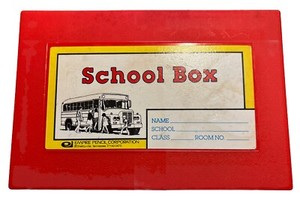 School Box
NAME
SCHOOL
CLASS ROOM NO
EMPIRE PENCIL CORPORATION